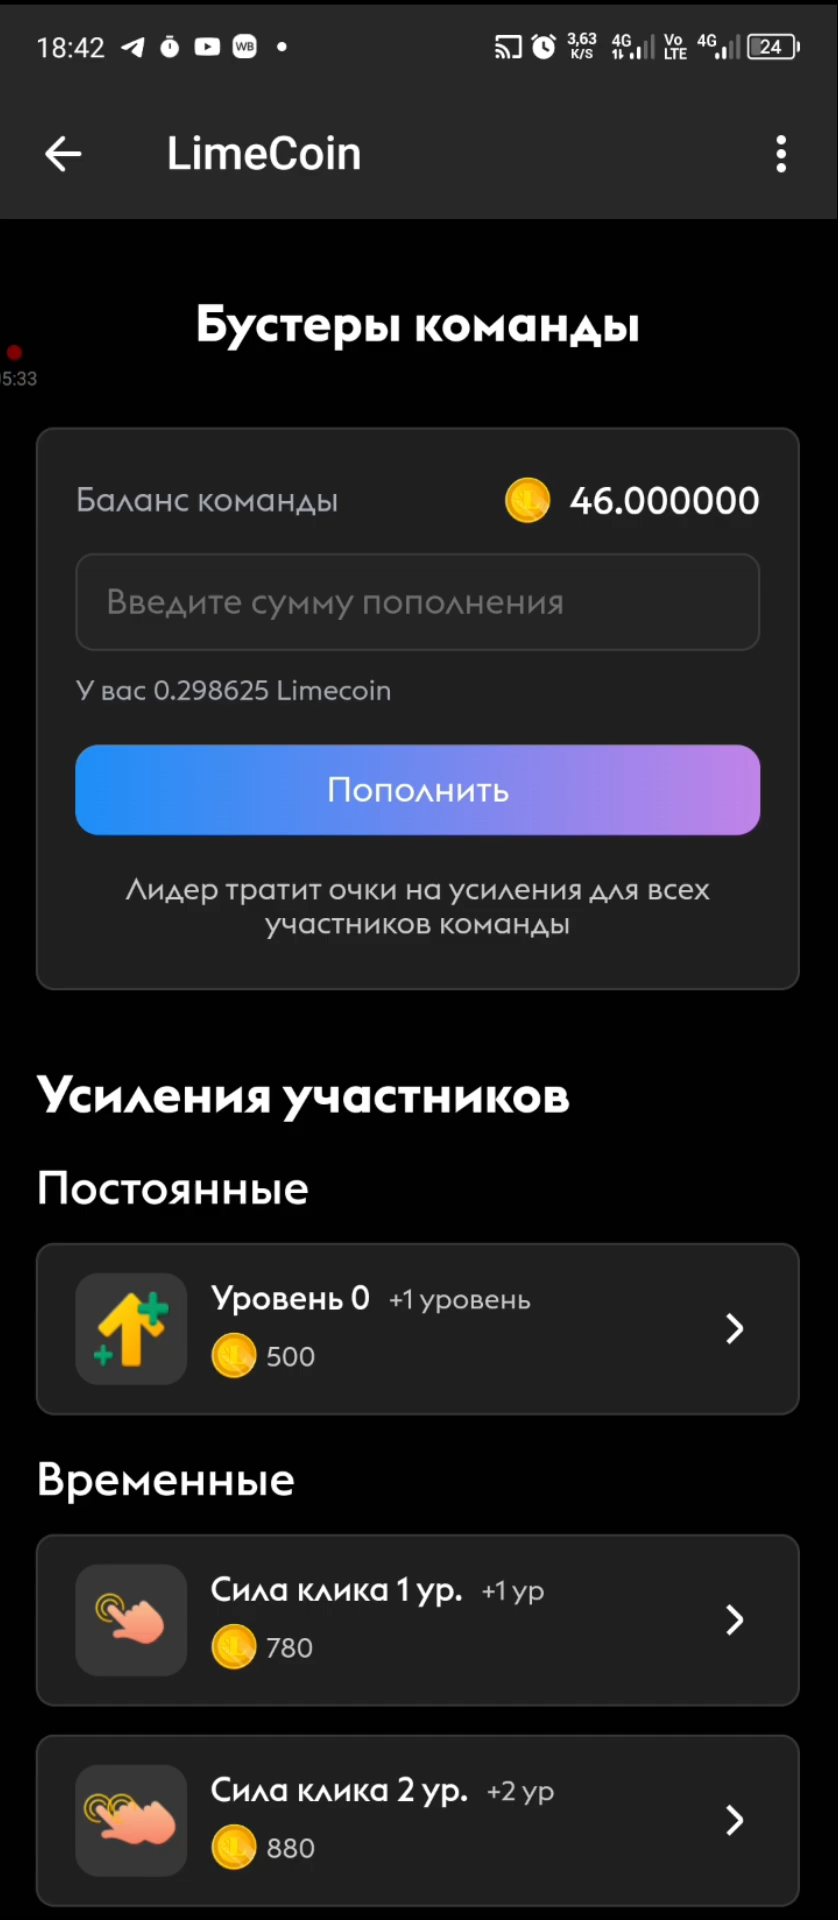 18:42 WB 3,63 K/S 4G Vo LTE 4G 24
LimeCoin
Бустеры команды
5:33
Баланс команды 46.000000
Введите сумму пополнения
У вас 0.298625 Limecoin
Пополнить
Лидер тратит очки на усиления для всех
участников команды
Усиления участников
Постоянные
Уровень 0 +1 уровень
500
Временные
Сила клика 1 ур. +1 ур
780
Сила клика 2 ур. +2 ур
880